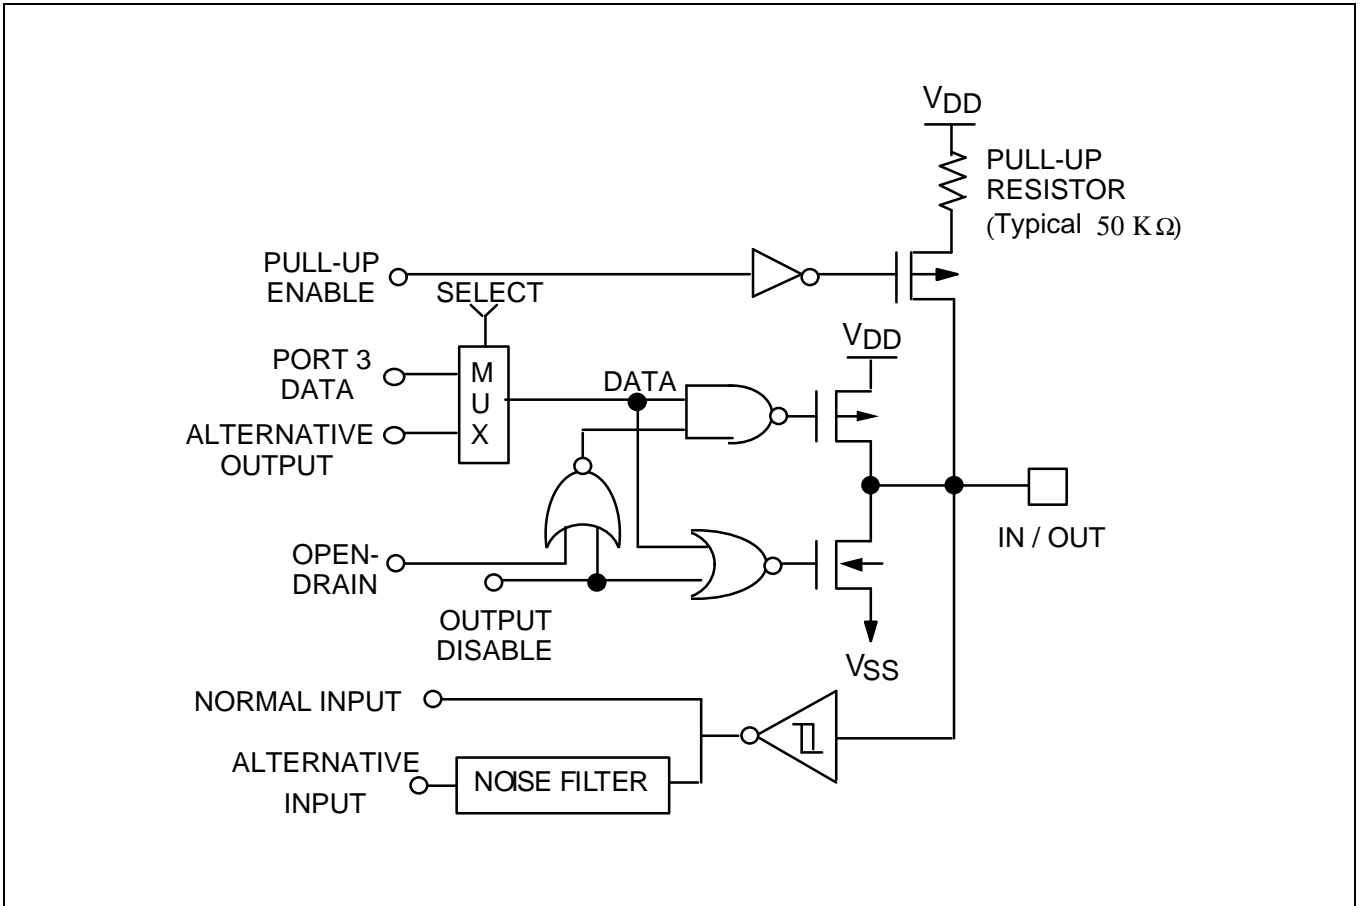 VDD
PULL-UP
RESISTOR
(Typical 50 KΩ)
PULL-UP
ENABLE
SELECT
VDD
PORT 3
DATA
M
U
X
DATA
ALTERNATIVE
OUTPUT
IN / OUT
OPEN-
DRAIN
OUTPUT
DISABLE
VSS
NORMAL INPUT
ALTERNATIVE
INPUT
NOISE FILTER